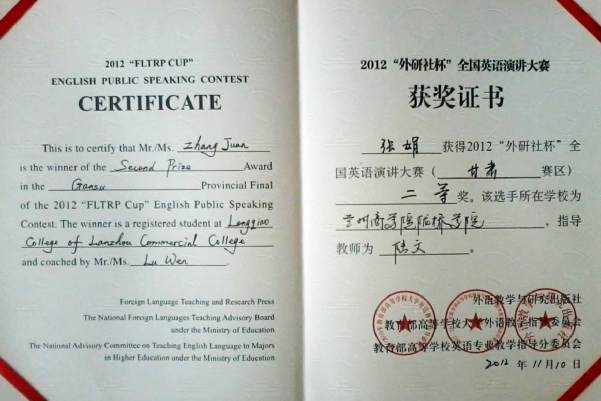 2012 “FLTRP CUP”
ENGLISH PUBLIC SPEAKING CONTEST
CERTIFICATE
This is to certify that Mr./Ms. Zhang Juan
is the winner of the Second Prize Award
in the Gansu Provincial Final
of the 2012 “FLTRP Cup” English Public Speaking
Contest. The winner is a registered student at Longqiao
College of Lanzhou Commercial College
and coached by Mr./Ms. Lu Wen.
Foreign Language Teaching and Research Press
The National Foreign Languages Teaching Advisory Board
under the Ministry of Education
The National Advisory Committee on Teaching English Language to Majors
in Higher Education under the Ministry of Education
2012 “外研社杯” 全国英语演讲大赛
获奖证书
张娟 获得2012 “外研社杯” 全
国英语演讲大赛（甘肃 赛区）
二等 奖。该选手所在学校为
兰州商学院陇桥学院，指导
教师为 陆文。
外语教学与研究出版社
教育部高等学校大学外语教学指导委员会
教育部高等学校英语专业教学指导分委员会
2012 年 11 月 10 日